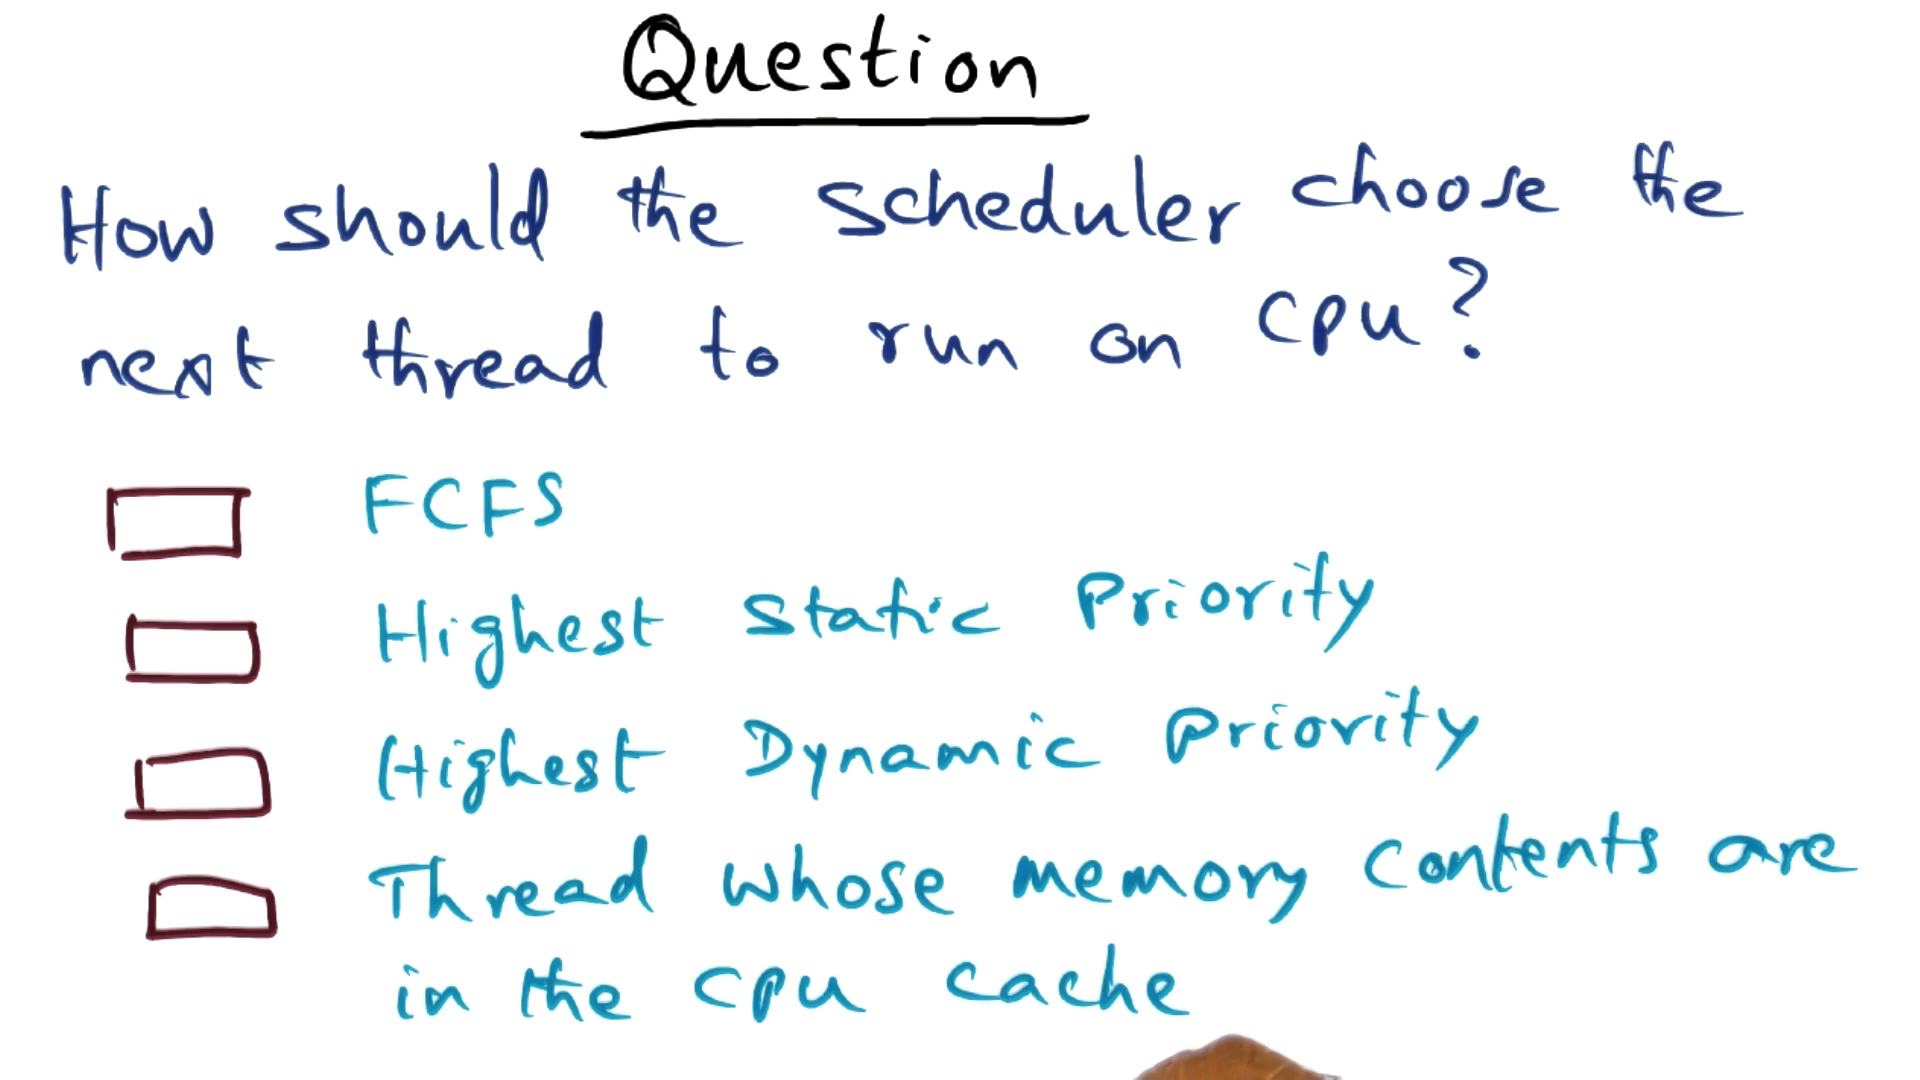 Question
How should the scheduler choose the
next thread to run on cpu?
FCFS
Highest static Priority
Highest Dynamic Priority
Thread whose memory contents are
in the cpu cache